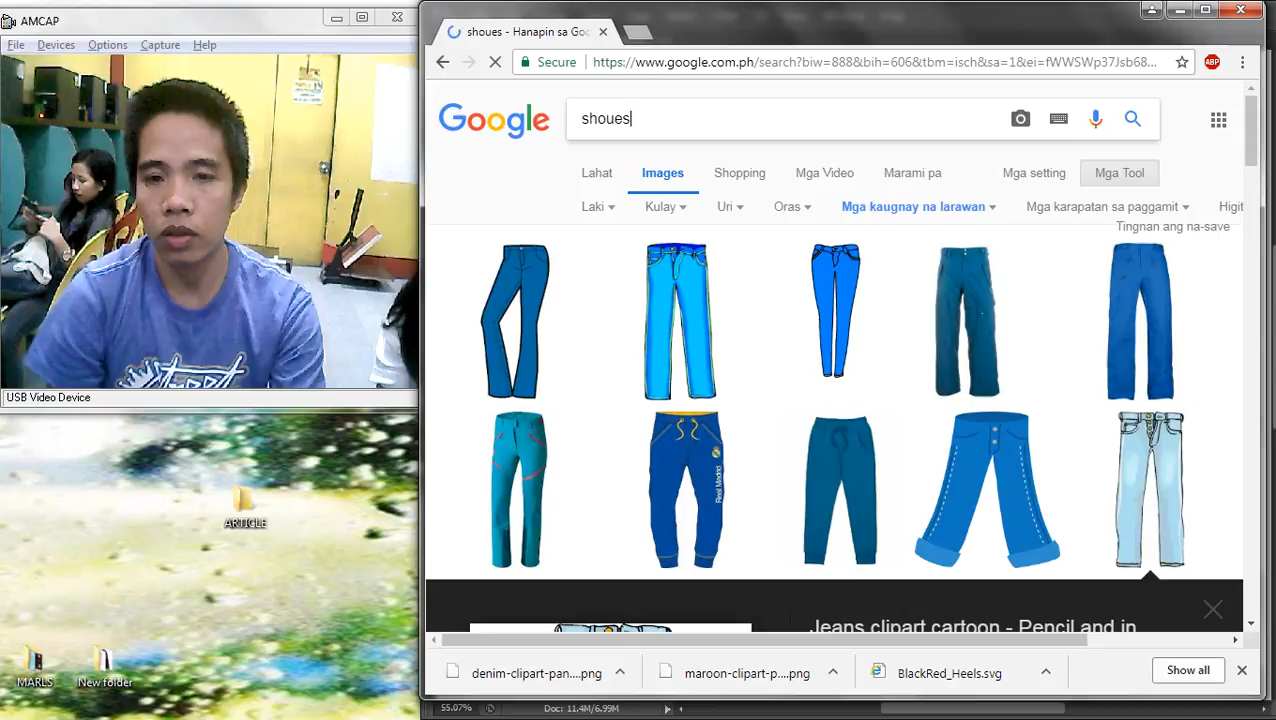 AMCAP
File Devices Options Capture Help
USB Video Device
ARTICLE
MARLS
New folder
shoues - Hanapin sa Goo
Secure
https://www.google.com.ph/search?biw=888&bih=606&tbm=isch&sa=1&ei=fWWSWp37Jsb68...
ABP
Google
shoues
Lahat Images Shopping Mga Video Marami pa Mga setting Mga Tool
Laki Kulay Uri Oras Mga kaugnay na larawan Mga karapatan sa paggamit Higit
Tingnan ang na-save
Real Madrid
Jeans clipart cartoon - Pencil and in
denim-clipart-pan....png
maroon-clipart-p....png
BlackRed_Heels.svg
Show all
55.07%
Doc: 11.4M/6.99M